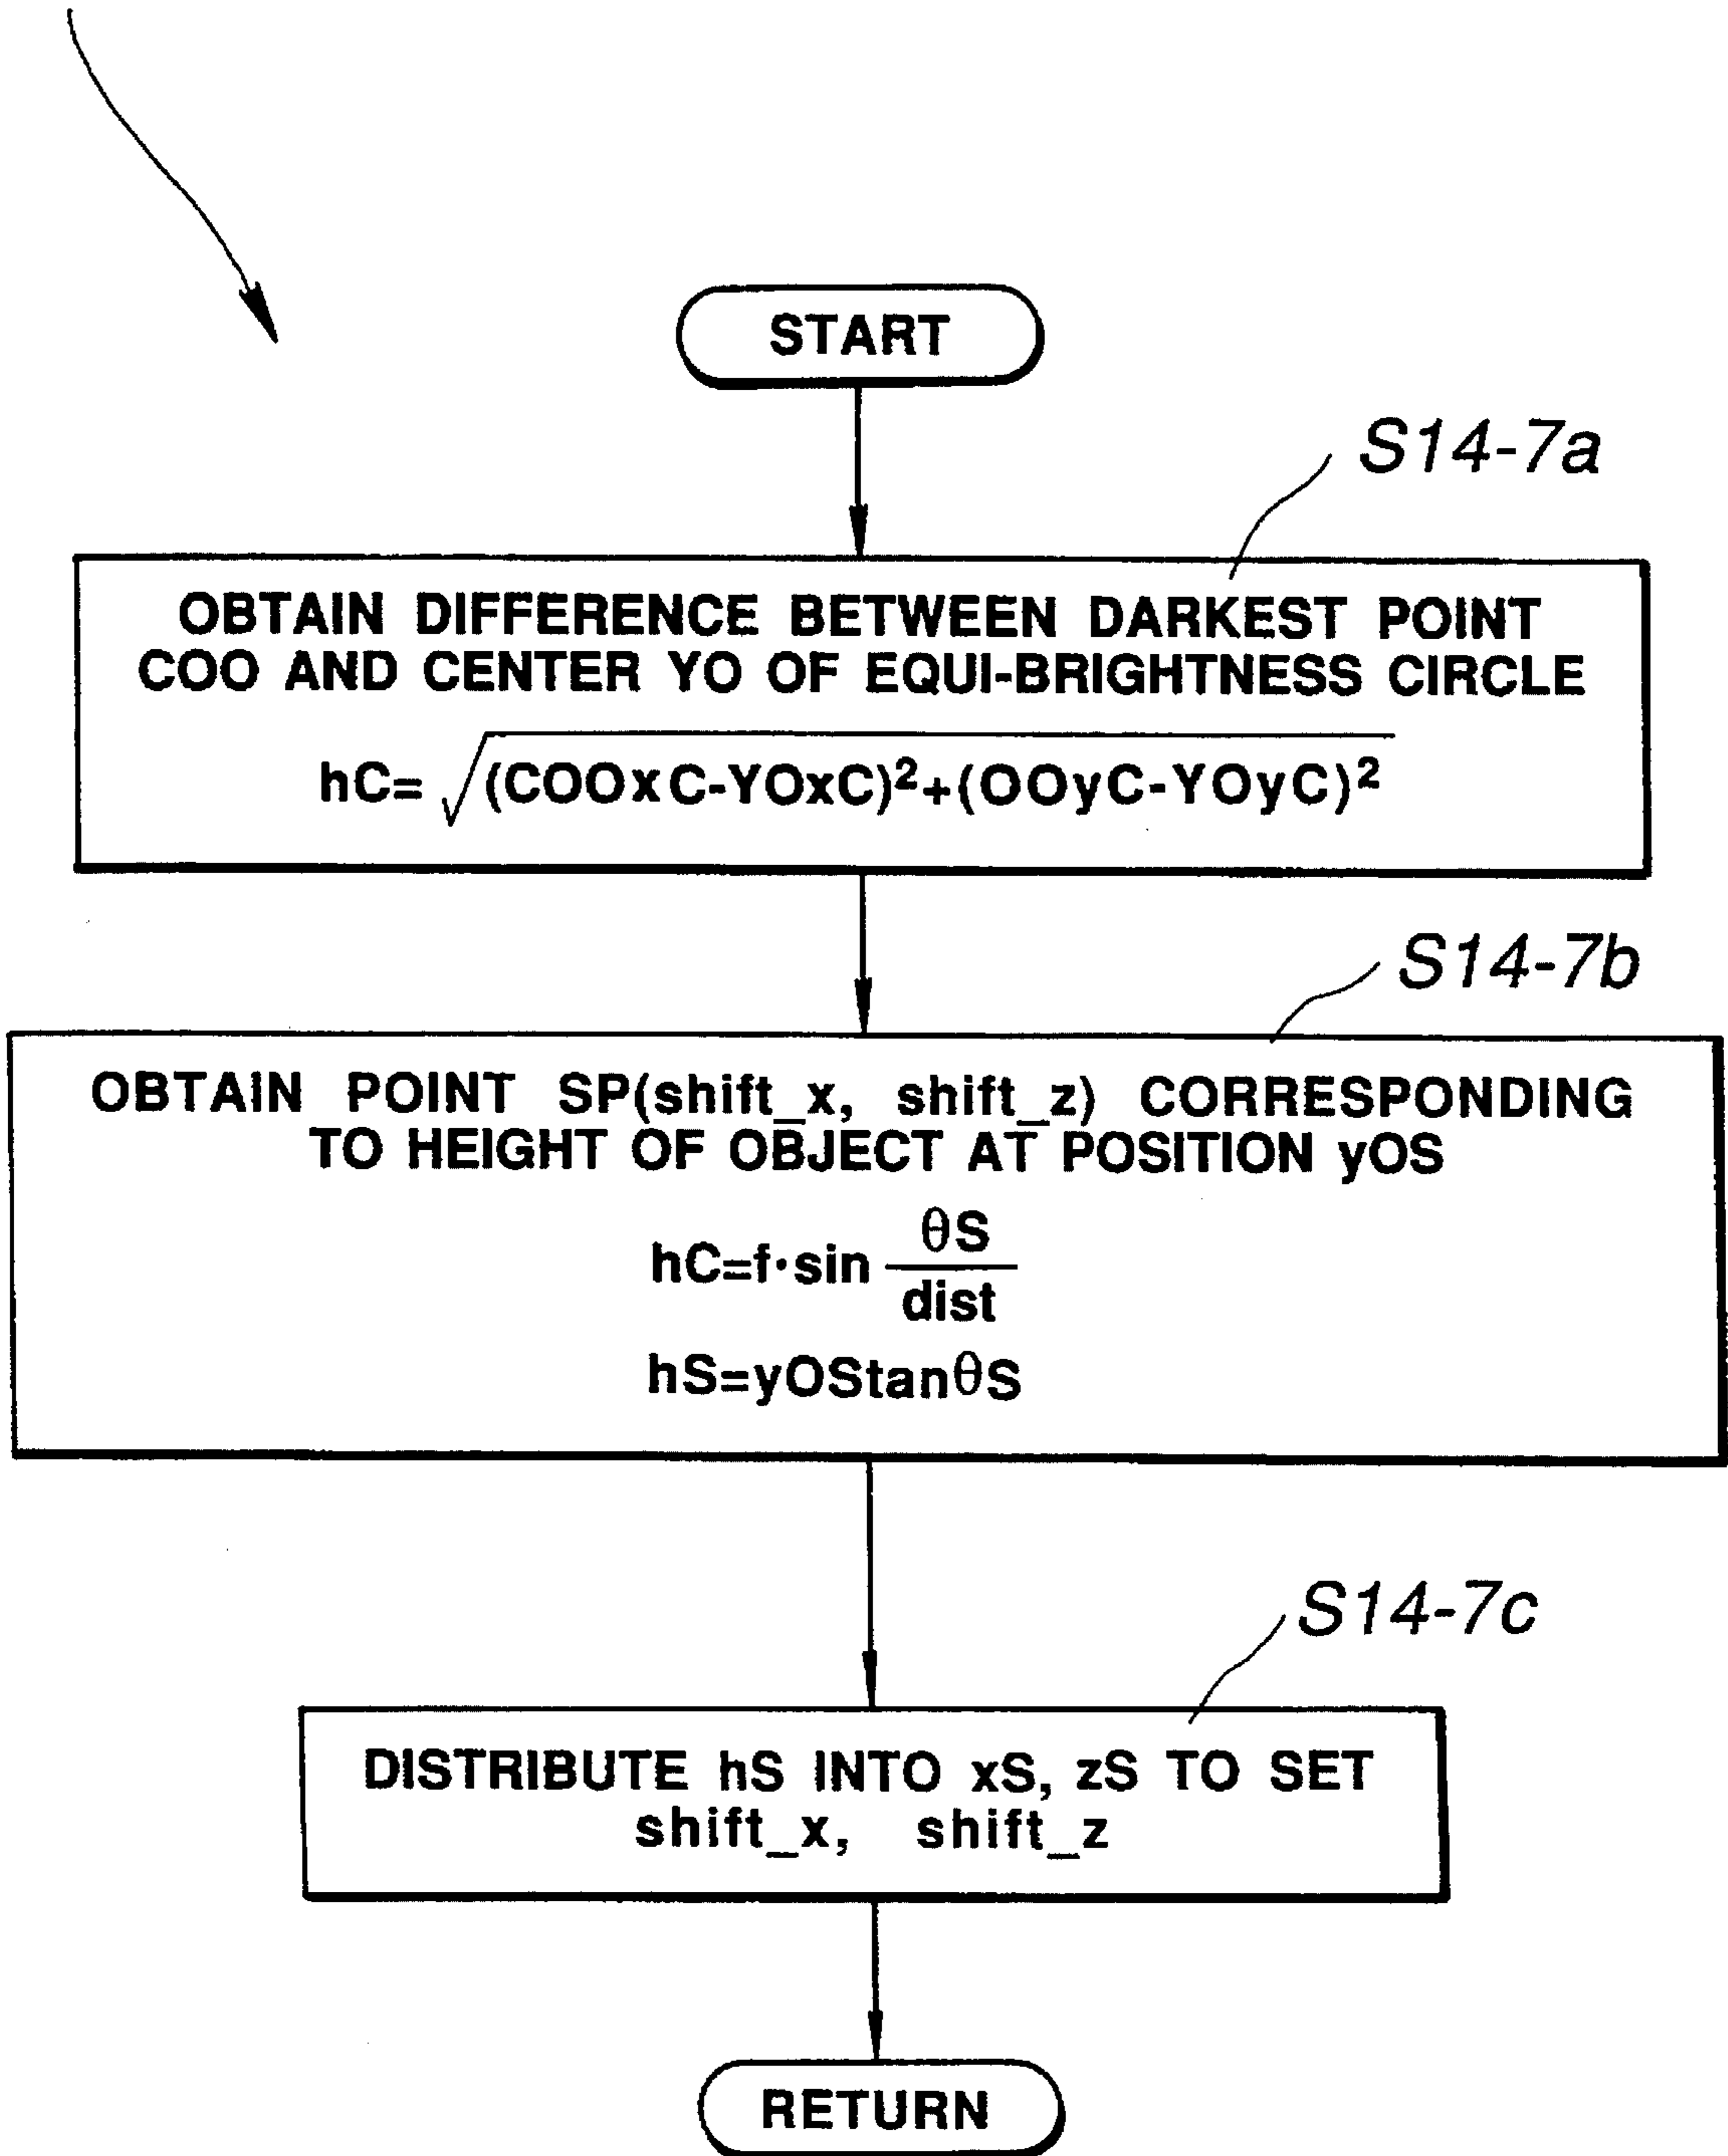 START
S14-7a
OBTAIN DIFFERENCE BETWEEN DARKEST POINT
COO AND CENTER YO OF EQUI-BRIGHTNESS CIRCLE
hC= √(COOxC-YOxC)²+(OOyC-YOyC)²
S14-7b
OBTAIN POINT SP(shift_x, shift_z) CORRESPONDING
TO HEIGHT OF OBJECT AT POSITION yOS
hC=f·sin θS/dist
hS=yOStanθS
S14-7c
DISTRIBUTE hS INTO xS, zS TO SET
shift_x, shift_z
RETURN